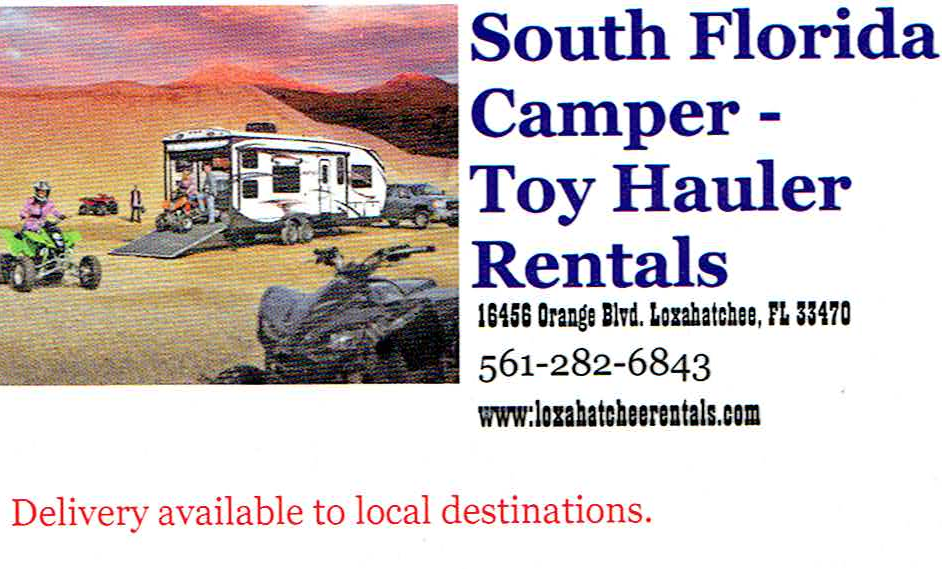 South Florida
Camper -
Toy Hauler
Rentals
16456 Orange Blvd. Loxahatchee, FL 33470
561-282-6843
www.loxahatcheerentals.com
Delivery available to local destinations.